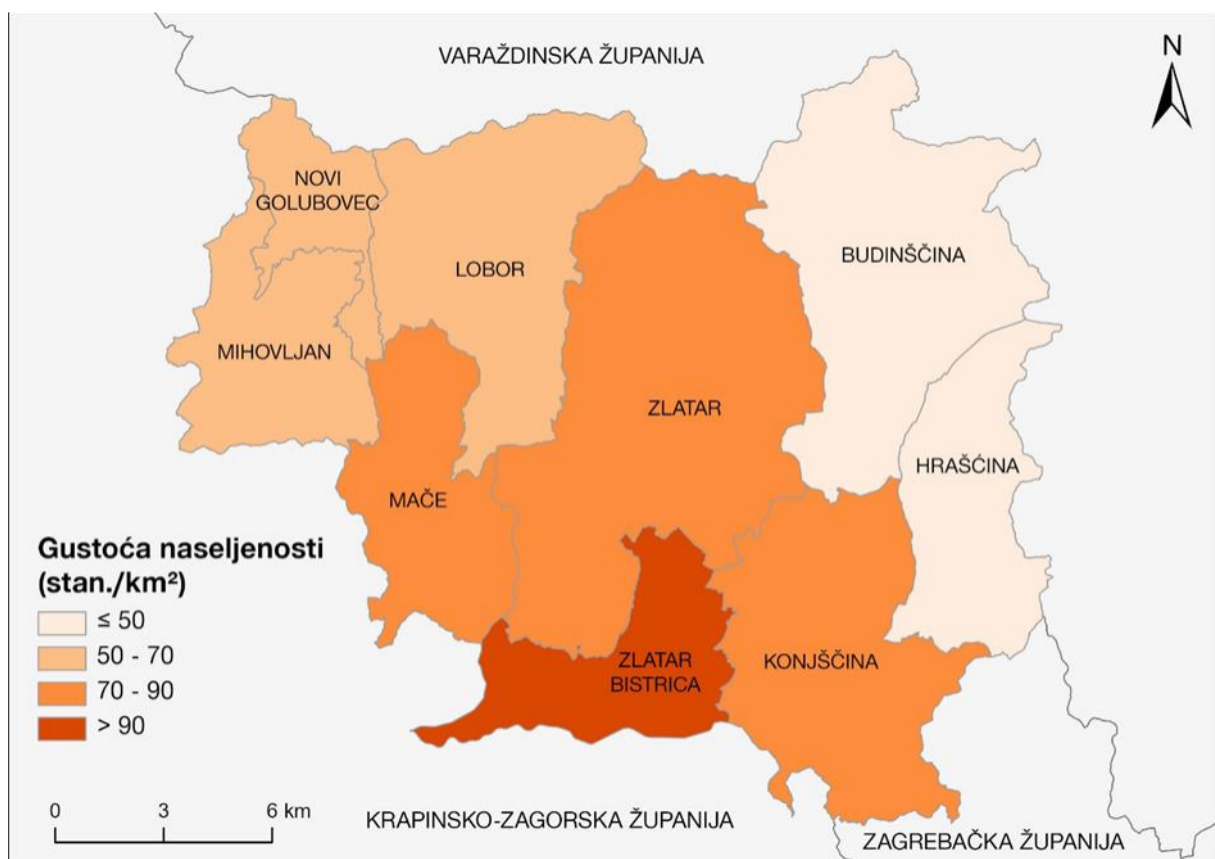 VARAŽDINSKA ŽUPANIJA
N
NOVI
GOLUBOVEC
LOBOR
BUDINŠČINA
MIHOVLJAN
ZLATAR
HRAŠĆINA
MAČE
ZLATAR
BISTRICA
KONJŠČINA
Gustoća naseljenosti
(stan./km²)
≤ 50
50 - 70
70 - 90
> 90
0 3 6 km
KRAPINSKO-ZAGORSKA ŽUPANIJA
ZAGREBAČKA ŽUPANIJA